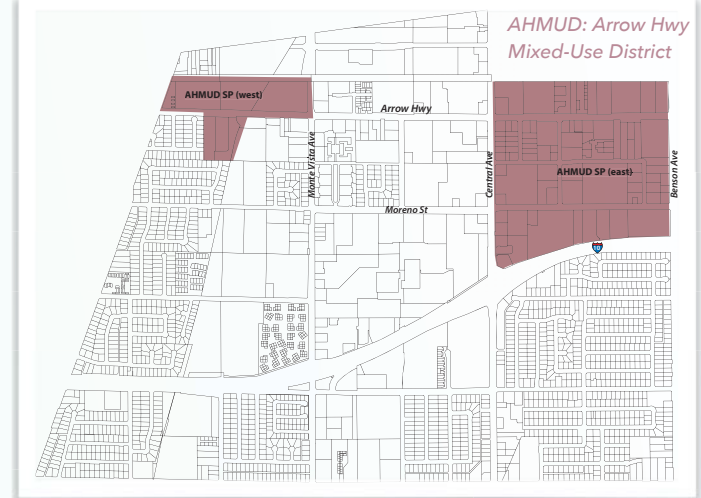 AHMUD: Arrow Hwy
Mixed-Use District
AHMUD SP (west)
Arrow Hwy
Monte Vista Ave
Central Ave
AHMUD SP (east)
Benson Ave
Moreno St
10